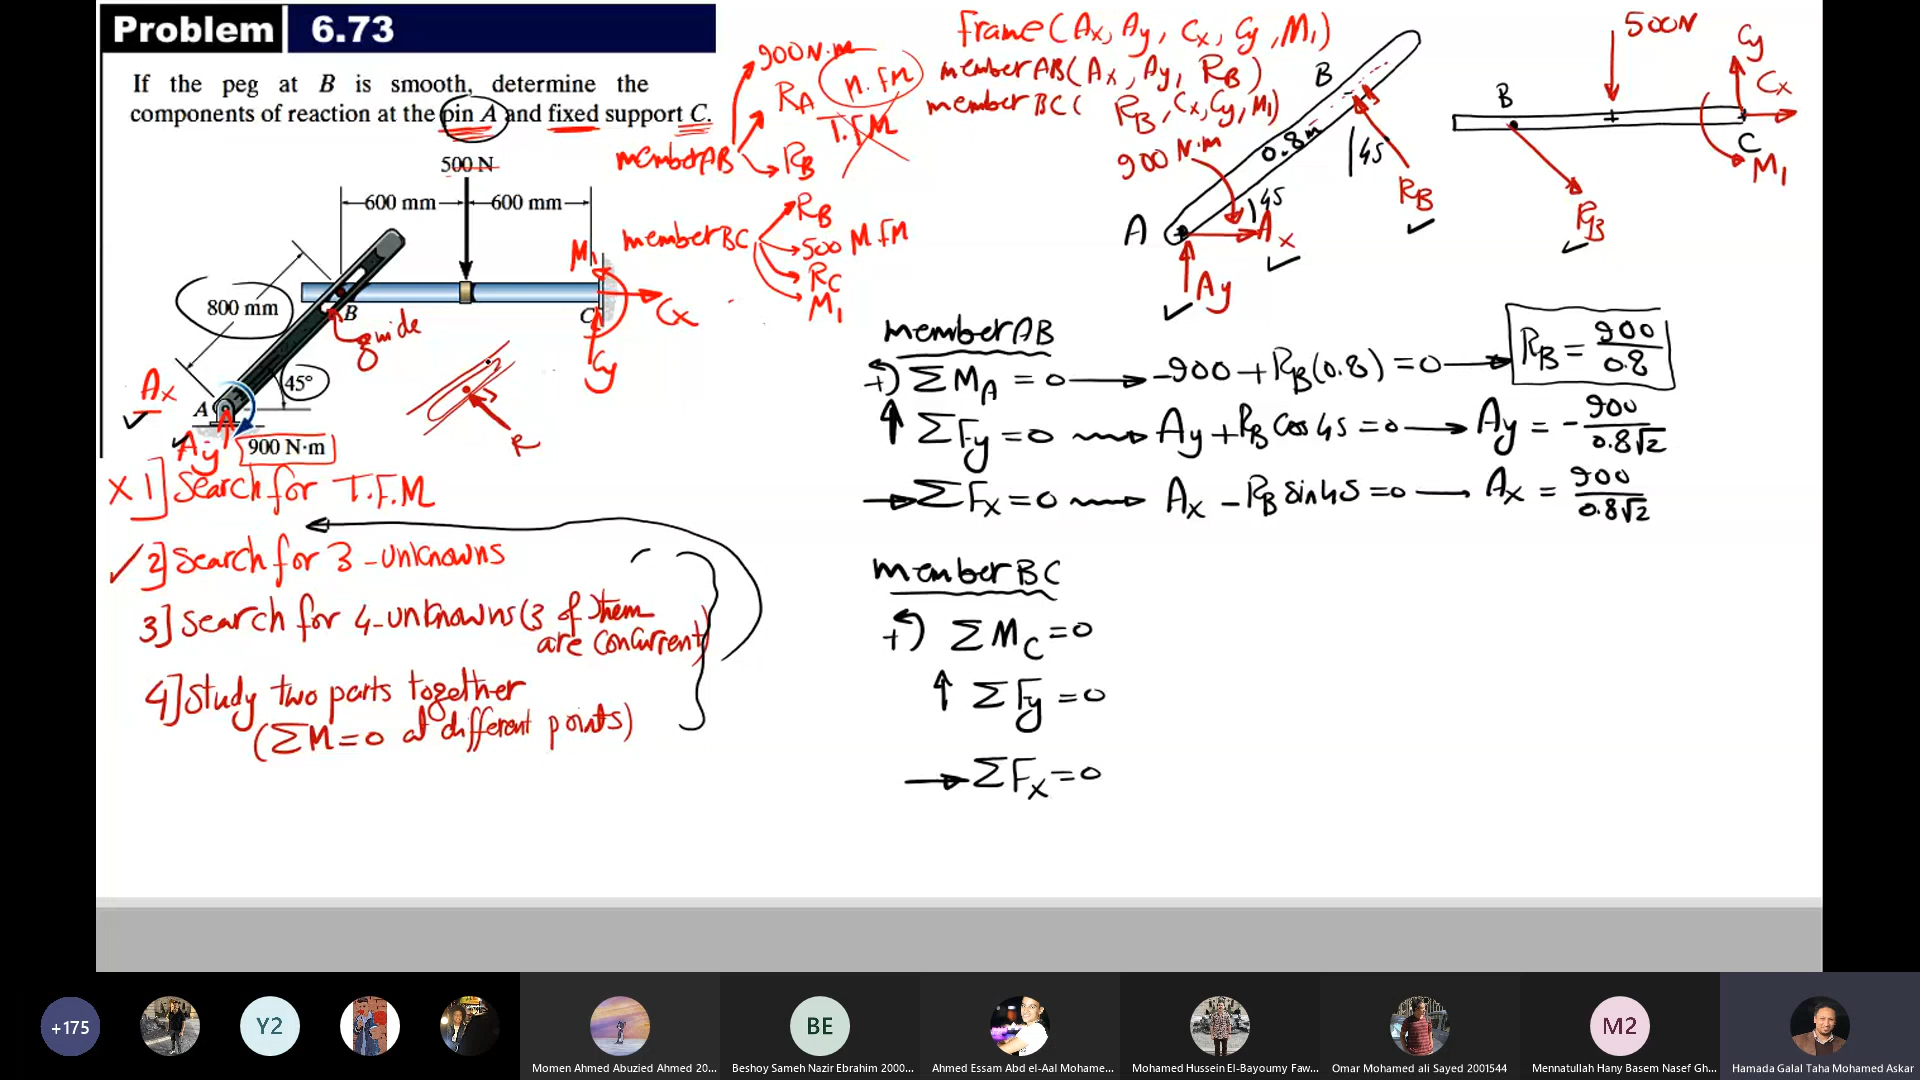 Problem 6.73
If the peg at B is smooth, determine the
components of reaction at the pin A and fixed support C.
500 N
600 mm
600 mm
800 mm
B
C
45°
A
900 N·m
Ax
Ay
M1
Cx
Cy
guide
R
900 N.m
RA
n.fm
T.F.M
member AB
RB
member BC
RB
500
M fM
RC
M1
1] Search for T.F.M
2] Search for 3-unknowns
3] Search for 4-unknowns (3 of them
are concurrent)
4] Study two parts together
(ΣM=0 at different points)
Frame (Ax, Ay, Cx, Cy, M1)
member AB (Ax, Ay, RB)
member BC ( RB, Cx, Cy, M1)
B
0.8m
900 N.m
45
45
RB
A
Ax
Ay
500N
Cy
Cx
B
C
M1
RB
member AB
+) ΣMA = 0 → -900 + RB(0.8) = 0 → RB = 900/0.8
↑ ΣFy = 0 → Ay + RB Cos 45 = 0 → Ay = - 900/0.8√2
→ ΣFx = 0 → Ax - RB sin 45 = 0 → Ax = 900/0.8√2
member BC
+) ΣMC = 0
↑ ΣFy = 0
→ ΣFx = 0
+175
Y2
BE
M2
Momen Ahmed Abuzied Ahmed 20...
Beshoy Sameh Nazir Ebrahim 2000...
Ahmed Essam Abd el-Aal Mohame...
Mohamed Hussein El-Bayoumy Faw...
Omar Mohamed ali Sayed 2001544
Mennatullah Hany Basem Nasef Gh...
Hamada Galal Taha Mohamed Askar